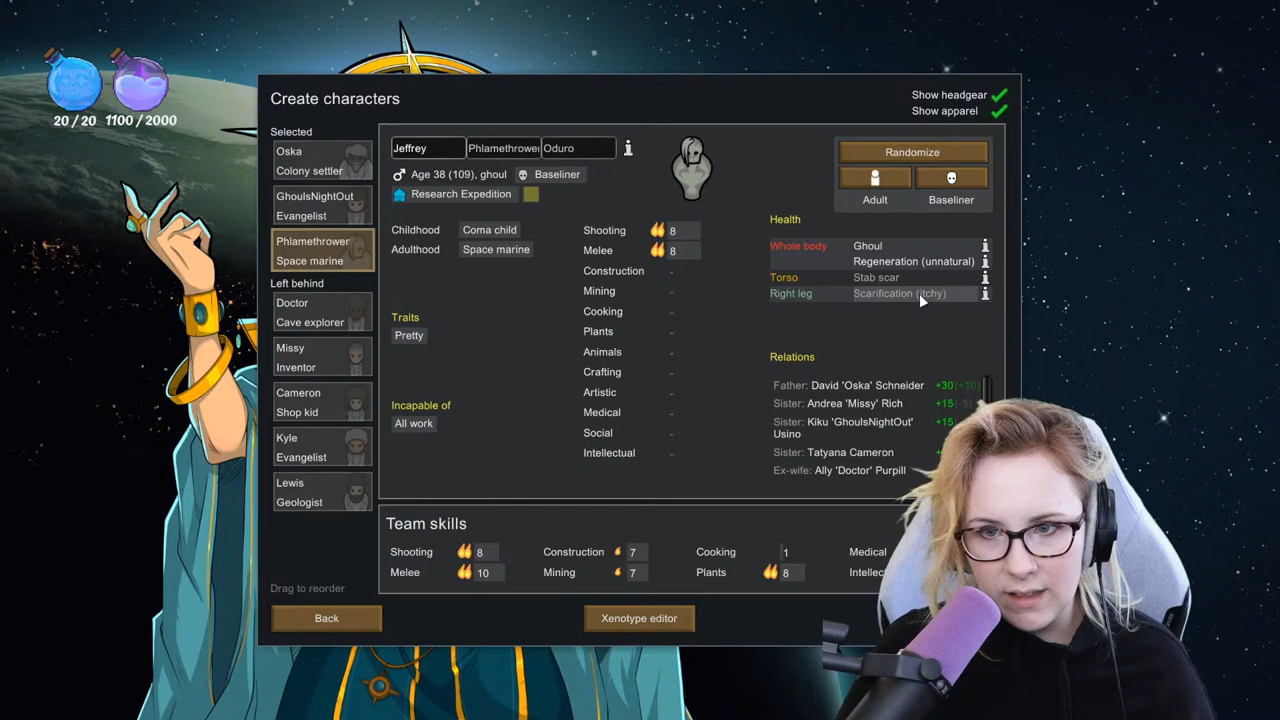 20 / 20
1100 / 2000
Create characters
Show headgear
Show apparel
Selected
Oska
Colony settler
GhoulsNightOut
Evangelist
Phlamethrower
Space marine
Left behind
Doctor
Cave explorer
Missy
Inventor
Cameron
Shop kid
Kyle
Evangelist
Lewis
Geologist
Drag to reorder
Back
Jeffrey Phlamethrower Oduro
Age 38 (109), ghoul Baseliner
Research Expedition
Childhood Coma child
Adulthood Space marine
Traits
Pretty
Incapable of
All work
Shooting 8
Melee 8
Construction -
Mining -
Cooking -
Plants -
Animals -
Crafting -
Artistic -
Medical -
Social -
Intellectual -
Randomize
Adult Baseliner
Health
Whole body Ghoul
Regeneration (unnatural)
Torso Stab scar
Right leg Scarification (itchy)
Relations
Father: David 'Oska' Schneider +30 (+10)
Sister: Andrea 'Missy' Rich +15 (-5)
Sister: Kiku 'GhoulsNightOut' +15
Usino
Sister: Tatyana Cameron
Ex-wife: Ally 'Doctor' Purpill
Team skills
Shooting 8 Construction 7 Cooking 1 Medical
Melee 10 Mining 7 Plants 8
Xenotype editor